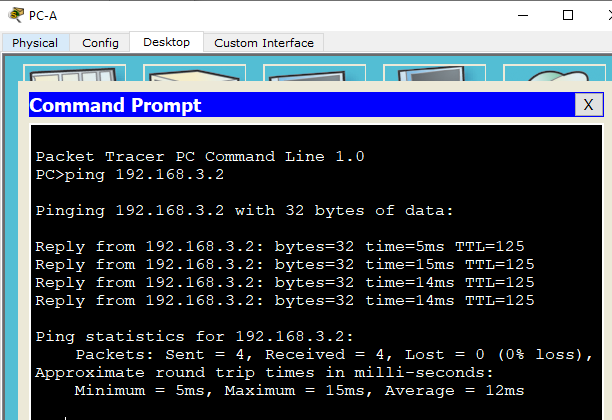 PC-A
Physical Config Desktop Custom Interface
Command Prompt X
Packet Tracer PC Command Line 1.0
PC>ping 192.168.3.2
Pinging 192.168.3.2 with 32 bytes of data:
Reply from 192.168.3.2: bytes=32 time=5ms TTL=125
Reply from 192.168.3.2: bytes=32 time=15ms TTL=125
Reply from 192.168.3.2: bytes=32 time=14ms TTL=125
Reply from 192.168.3.2: bytes=32 time=14ms TTL=125
Ping statistics for 192.168.3.2:
Packets: Sent = 4, Received = 4, Lost = 0 (0% loss),
Approximate round trip times in milli-seconds:
Minimum = 5ms, Maximum = 15ms, Average = 12ms